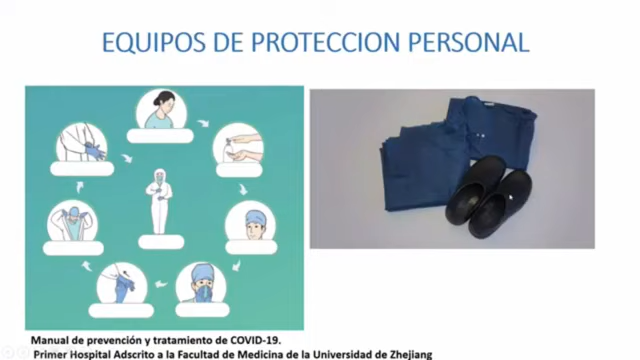 EQUIPOS DE PROTECCION PERSONAL
Manual de prevención y tratamiento de COVID-19.
Primer Hospital Adscrito a la Facultad de Medicina de la Universidad de Zhejiang